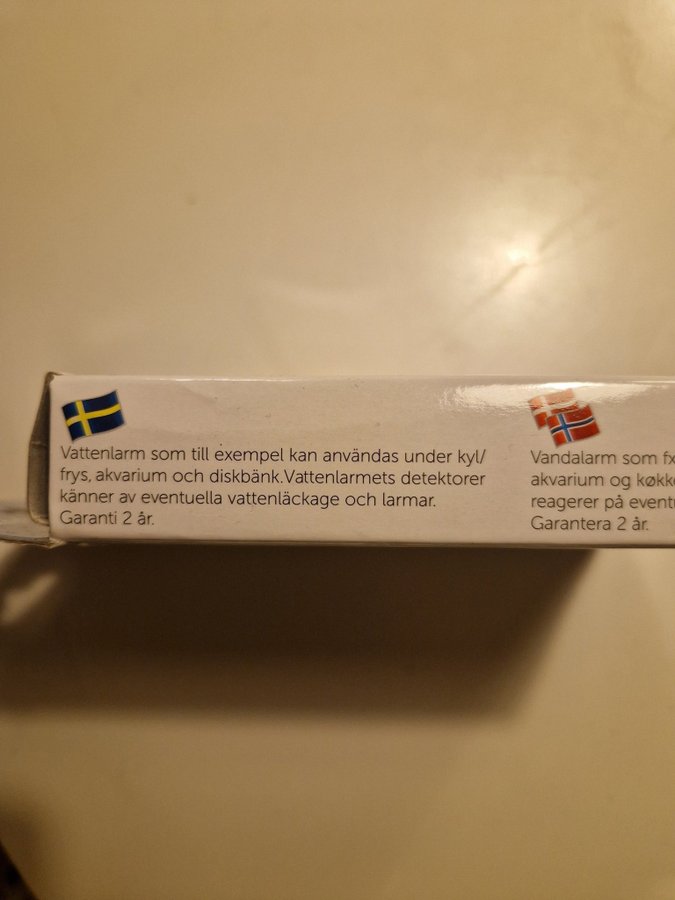 Vattenlarm som till exempel kan användas under kyl/
frys, akvarium och diskbänk.Vattenlarmets detektorer
känner av eventuella vattenläckage och larmar.
Garanti 2 år.
Vandalarm som fx
akvarium og
reagerer på
Garantera 2 år.